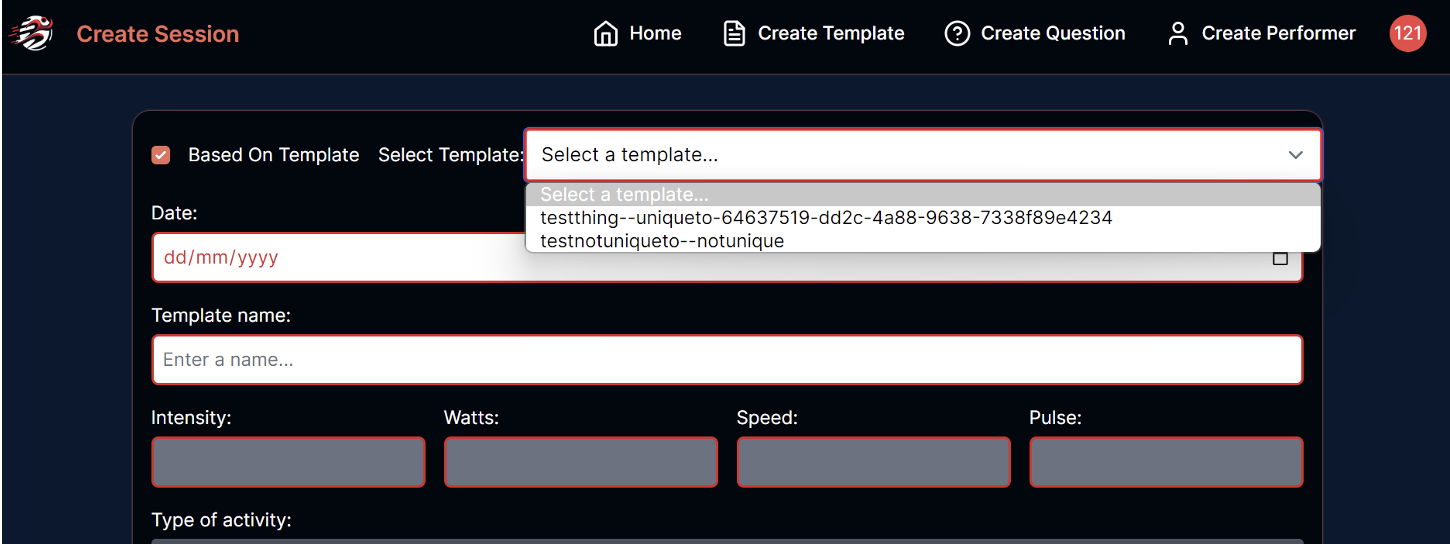 Create Session Home Create Template Create Question Create Performer 121
Based On Template Select Template: Select a template...
Select a template...
testthing--uniqueto-64637519-dd2c-4a88-9638-7338f89e4234
testnotuniqueto--notunique
Date:
dd/mm/yyyy
Template name:
Enter a name...
Intensity: Watts: Speed: Pulse:
Type of activity: